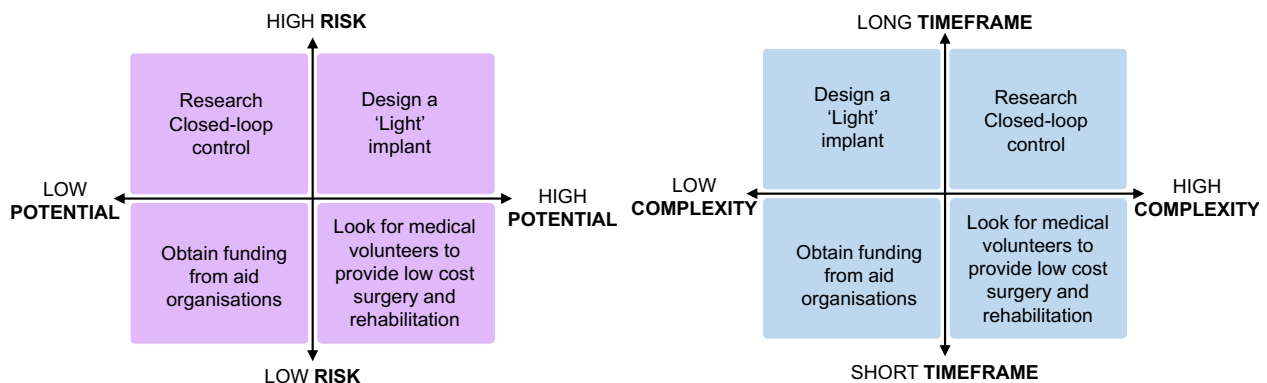 HIGH RISK
Research
Closed-loop
control
Design a
‘Light’
implant
LOW
POTENTIAL
HIGH
POTENTIAL
Obtain funding
from aid
organisations
Look for medical
volunteers to
provide low cost
surgery and
rehabilitation
LOW RISK
LONG TIMEFRAME
Design a
‘Light’
implant
Research
Closed-loop
control
LOW
COMPLEXITY
HIGH
COMPLEXITY
Obtain funding
from aid
organisations
Look for medical
volunteers to
provide low cost
surgery and
rehabilitation
SHORT TIMEFRAME